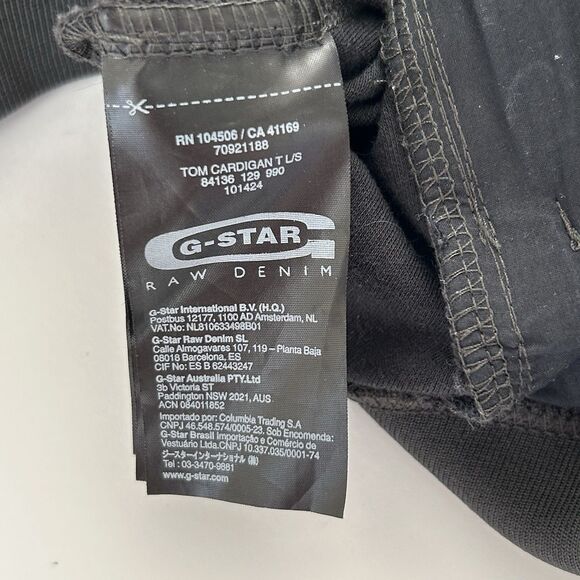 RN 104506 / CA 41169
70921188
TOM CARDIGAN T L/S
84136 129 990
101424
G-STAR
RAW DENIM
G-Star International B.V. (H.Q.)
Postbus 12177, 1100 AD Amsterdam, NL
VAT.No: NL810633498B01
G-Star Raw Denim SL
Calle Almogavares 107, 119 – Planta Baja
08018 Barcelona, ES
CIF No: ES B 62443247
G-Star Australia PTY.Ltd
3b Victoria ST
Paddington NSW 2021, AUS
ACN 084011852
Importado por: Columbia Trading S.A
CNPJ 46.548.574/0005-23. Sob Encomenda:
G-Star Brasil importação e Comércio de
Vestuário Ltda.CNPJ 10.337.035/0001-74
ジースターインターナショナル (株)
Tel : 03-3470-9881
www.g-star.com